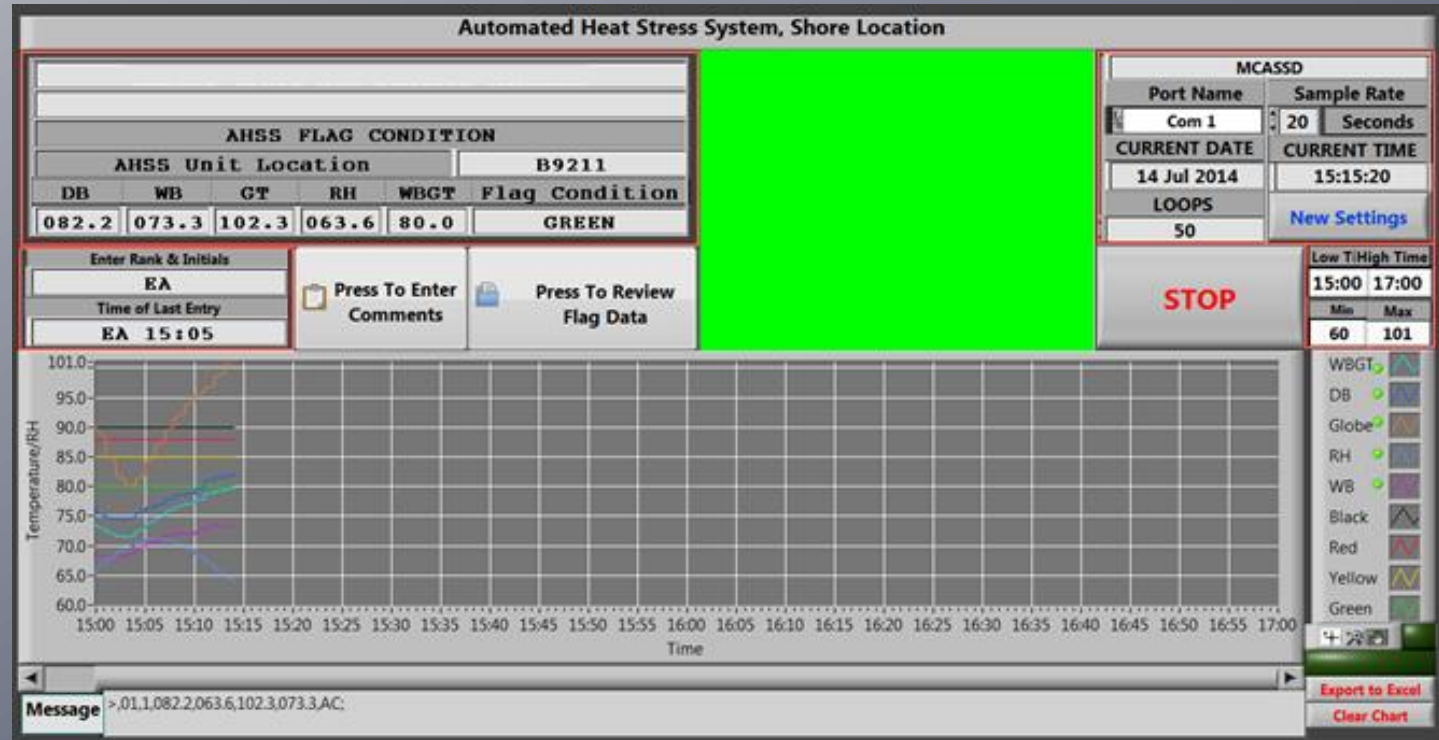 Automated Heat Stress System, Shore Location
AHSS FLAG CONDITION
AHSS Unit Location B9211
DB WB GT RH WBGT Flag Condition
082.2 073.3 102.3 063.6 80.0 GREEN
MCASSD
Port Name Sample Rate
Com 1 20 Seconds
CURRENT DATE CURRENT TIME
14 Jul 2014 15:15:20
LOOPS
50
New Settings
Enter Rank & Initials
EA
Time of Last Entry
EA 15:05
Press To Enter
Comments
Press To Review
Flag Data
STOP
Low Ti High Time
15:00 17:00
Min Max
60 101
101.0
95.0
90.0
85.0
80.0
75.0
70.0
65.0
60.0
Temperature/RH
15:00 15:05 15:10 15:15 15:20 15:25 15:30 15:35 15:40 15:45 15:50 15:55 16:00 16:05 16:10 16:15 16:20 16:25 16:30 16:35 16:40 16:45 16:50 16:55 17:00
Time
WBGT
DB
Globe
RH
WB
Black
Red
Yellow
Green
Export to Excel
Clear Chart
Message >,01,1,082.2,063.6,102.3,073.3,AC;